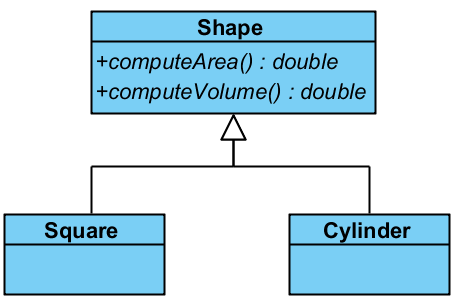 Shape
+computeArea() : double
+computeVolume() : double
Square
Cylinder